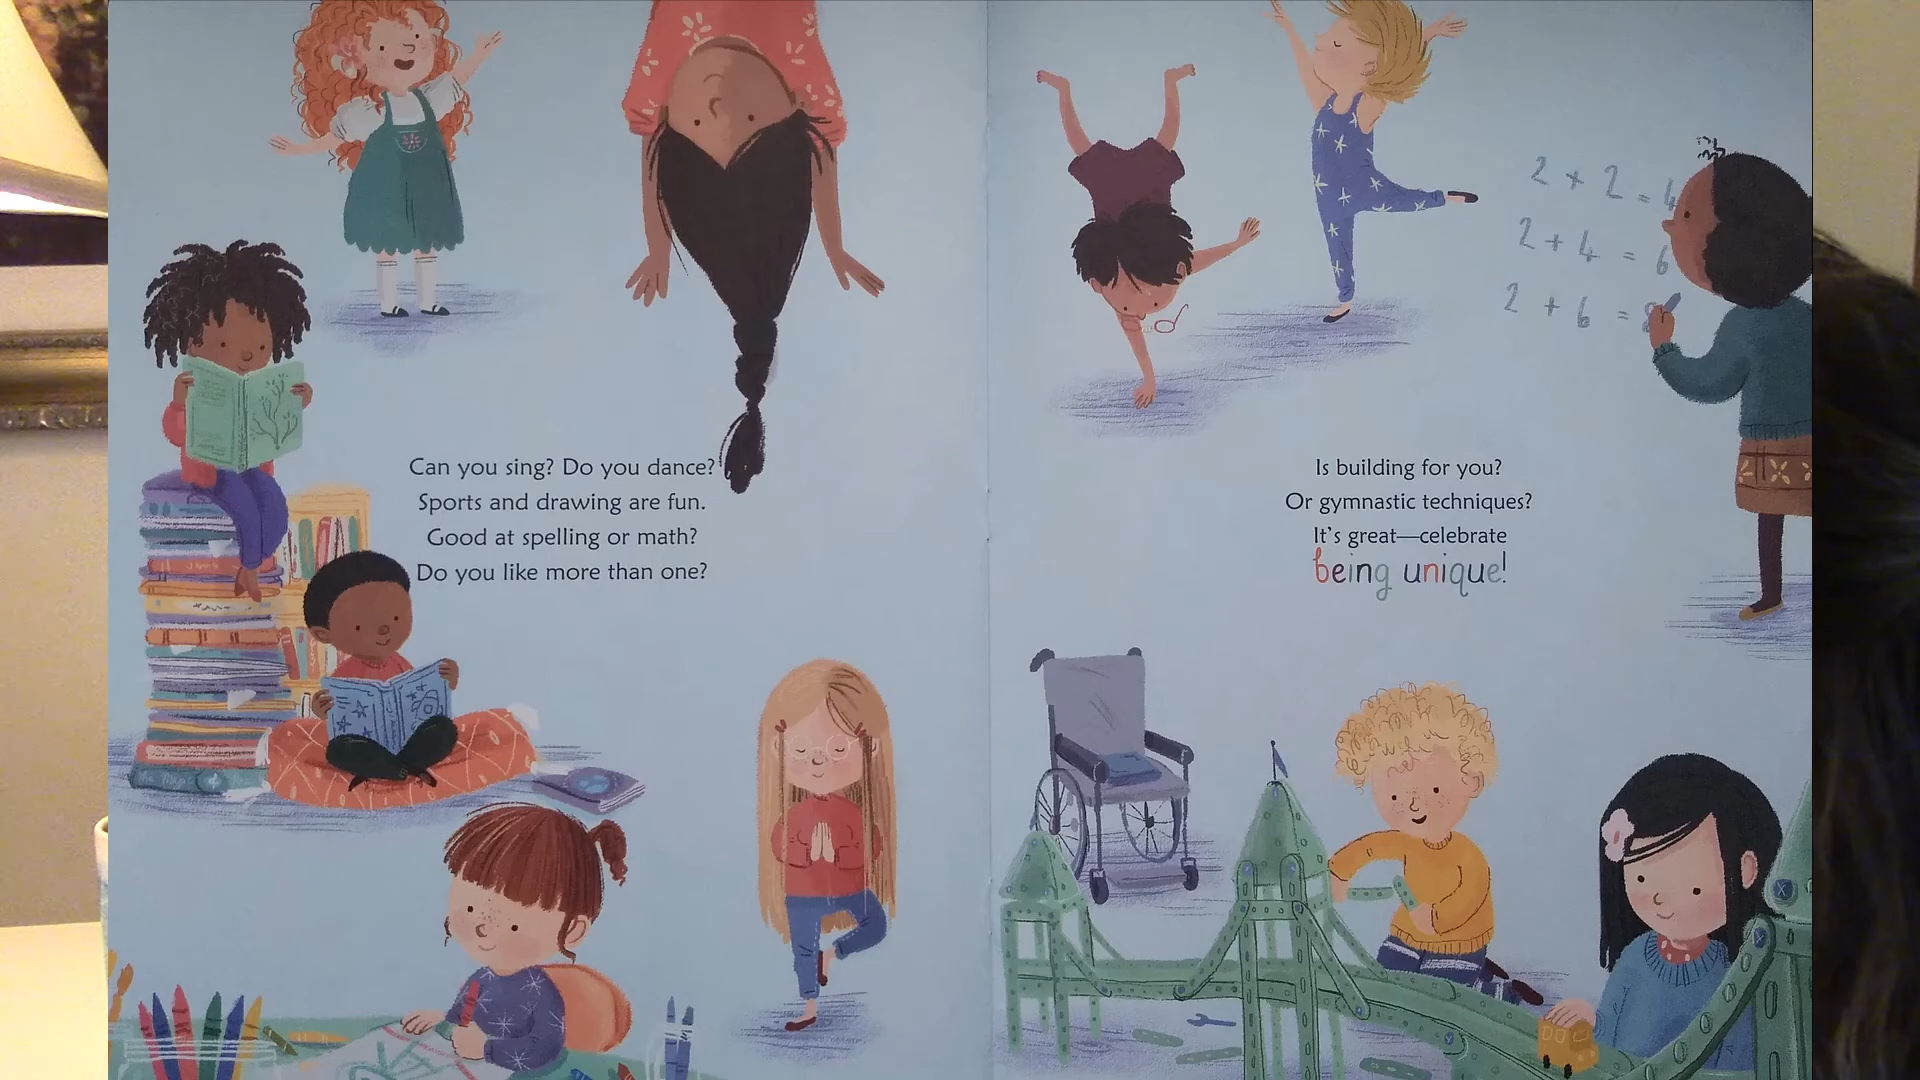 Can you sing? Do you dance?
Sports and drawing are fun.
Good at spelling or math?
Do you like more than one?
2 + 2 = 4
2 + 4 = 6
2 + 6 = 8
Is building for you?
Or gymnastic techniques?
It's great—celebrate
being unique!